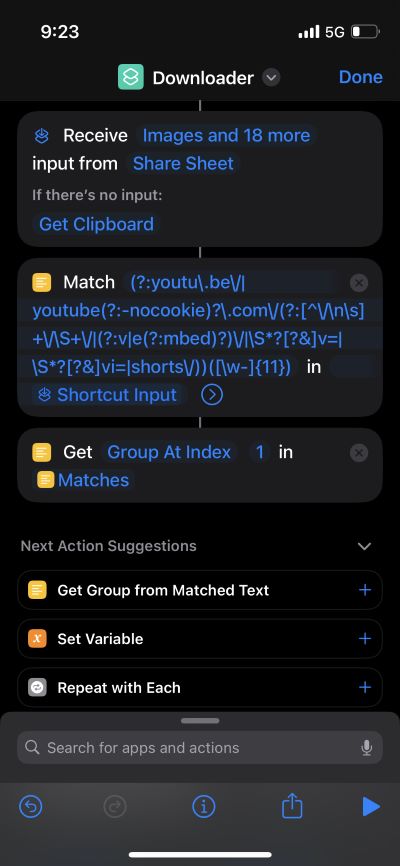 9:23 5G
Downloader Done
Receive Images and 18 more
input from Share Sheet
If there's no input:
Get Clipboard
Match (?:youtu\.be\/|
youtube(?:-nocookie)?\.com\/(?:[^\/\n\s]
+\/\S+\/|(?:v|e(?:mbed)?)\/|\S*?[?&]v=|
\S*?[?&]vi=|shorts\/))([\w-]{11}) in
Shortcut Input
Get Group At Index 1 in
Matches
Next Action Suggestions
Get Group from Matched Text
x Set Variable
Repeat with Each
Search for apps and actions